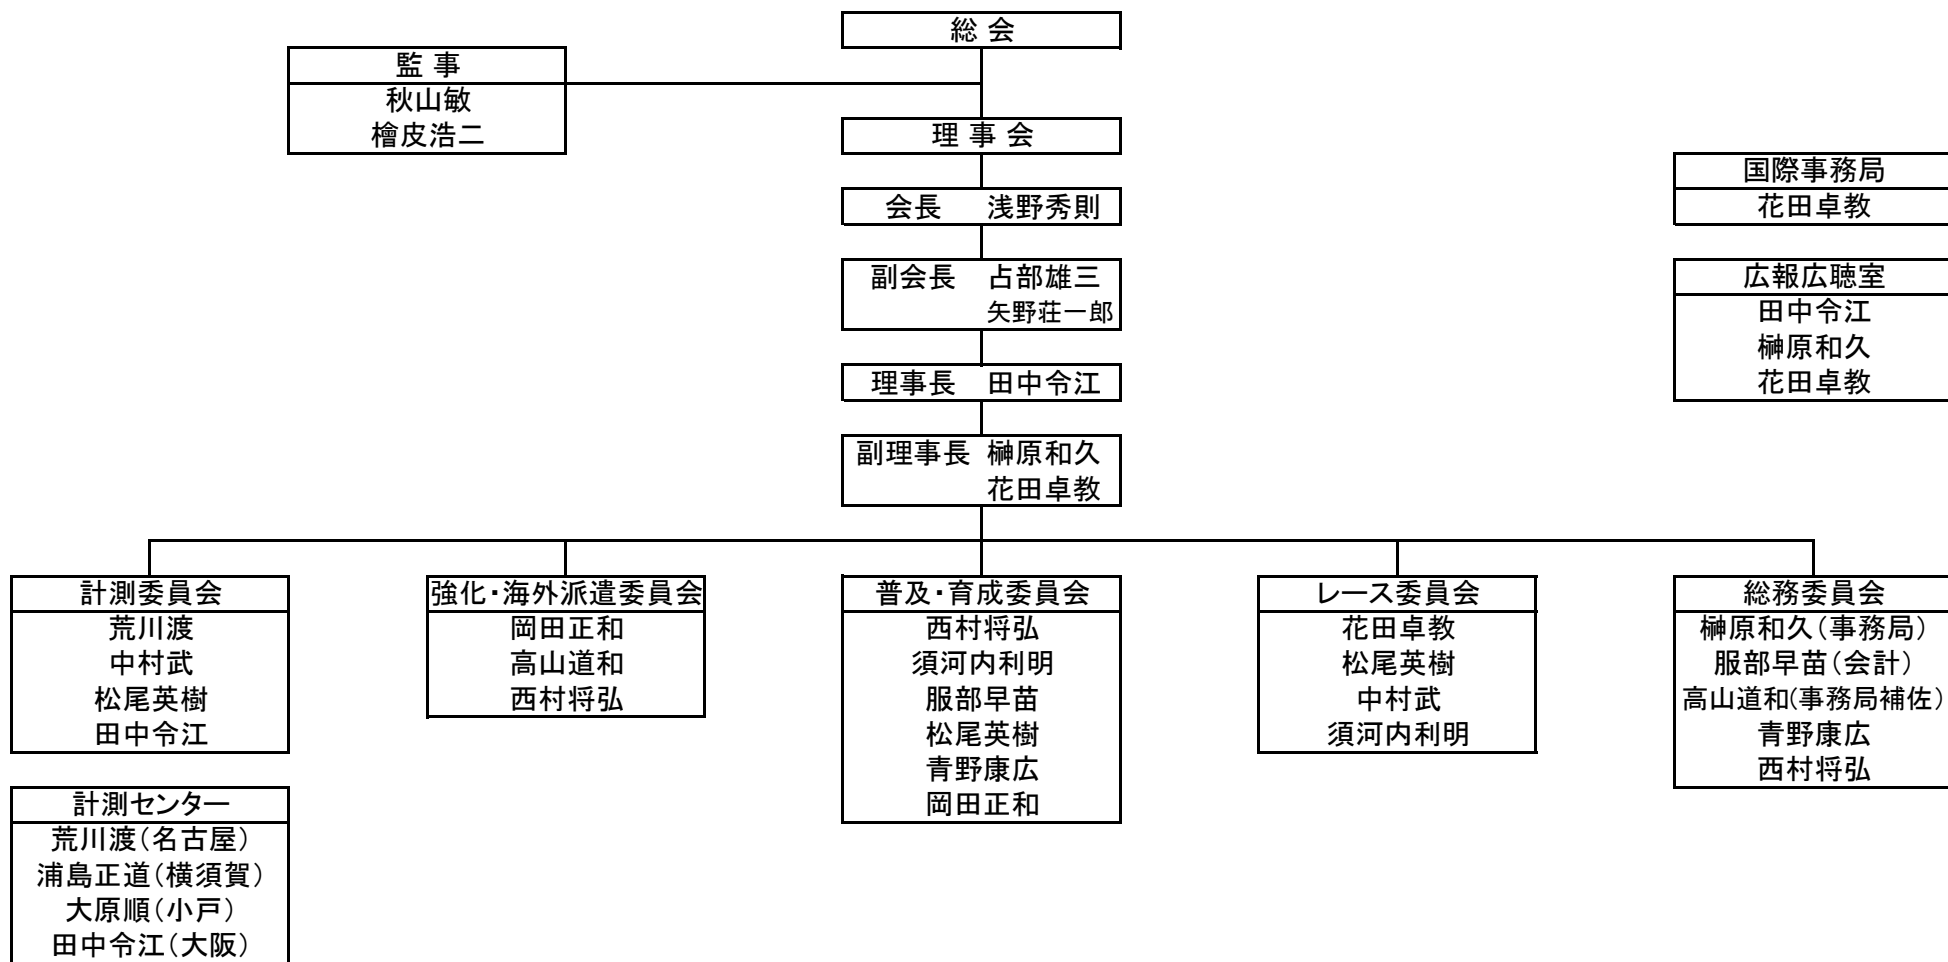 総 会
監 事
秋山敏
檜皮浩二
理 事 会
会長 浅野秀則
副会長 占部雄三
矢野荘一郎
理事長 田中令江
副理事長 榊原和久
花田卓教
国際事務局
花田卓教
広報広聴室
田中令江
榊原和久
花田卓教
計測委員会
荒川渡
中村武
松尾英樹
田中令江
計測センター
荒川渡(名古屋)
浦島正道(横須賀)
大原順(小戸)
田中令江(大阪)
強化・海外派遣委員会
岡田正和
高山道和
西村将弘
普及・育成委員会
西村将弘
須河内利明
服部早苗
松尾英樹
青野康広
岡田正和
レース委員会
花田卓教
松尾英樹
中村武
須河内利明
総務委員会
榊原和久(事務局)
服部早苗(会計)
高山道和(事務局補佐)
青野康広
西村将弘